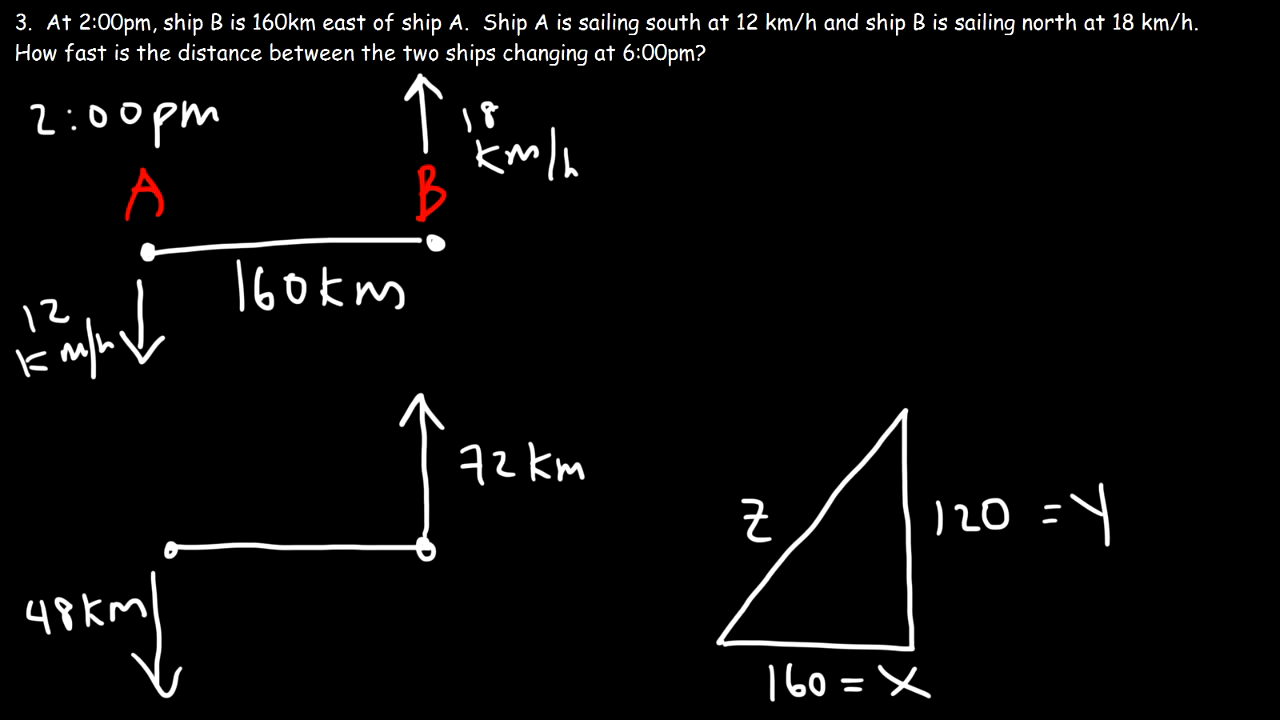 3. At 2:00pm, ship B is 160km east of ship A. Ship A is sailing south at 12 km/h and ship B is sailing north at 18 km/h.
How fast is the distance between the two ships changing at 6:00pm?
2:00pm
18
km/h
A
B
160km
12
km/h
72km
48km
z
120 = y
160 = x